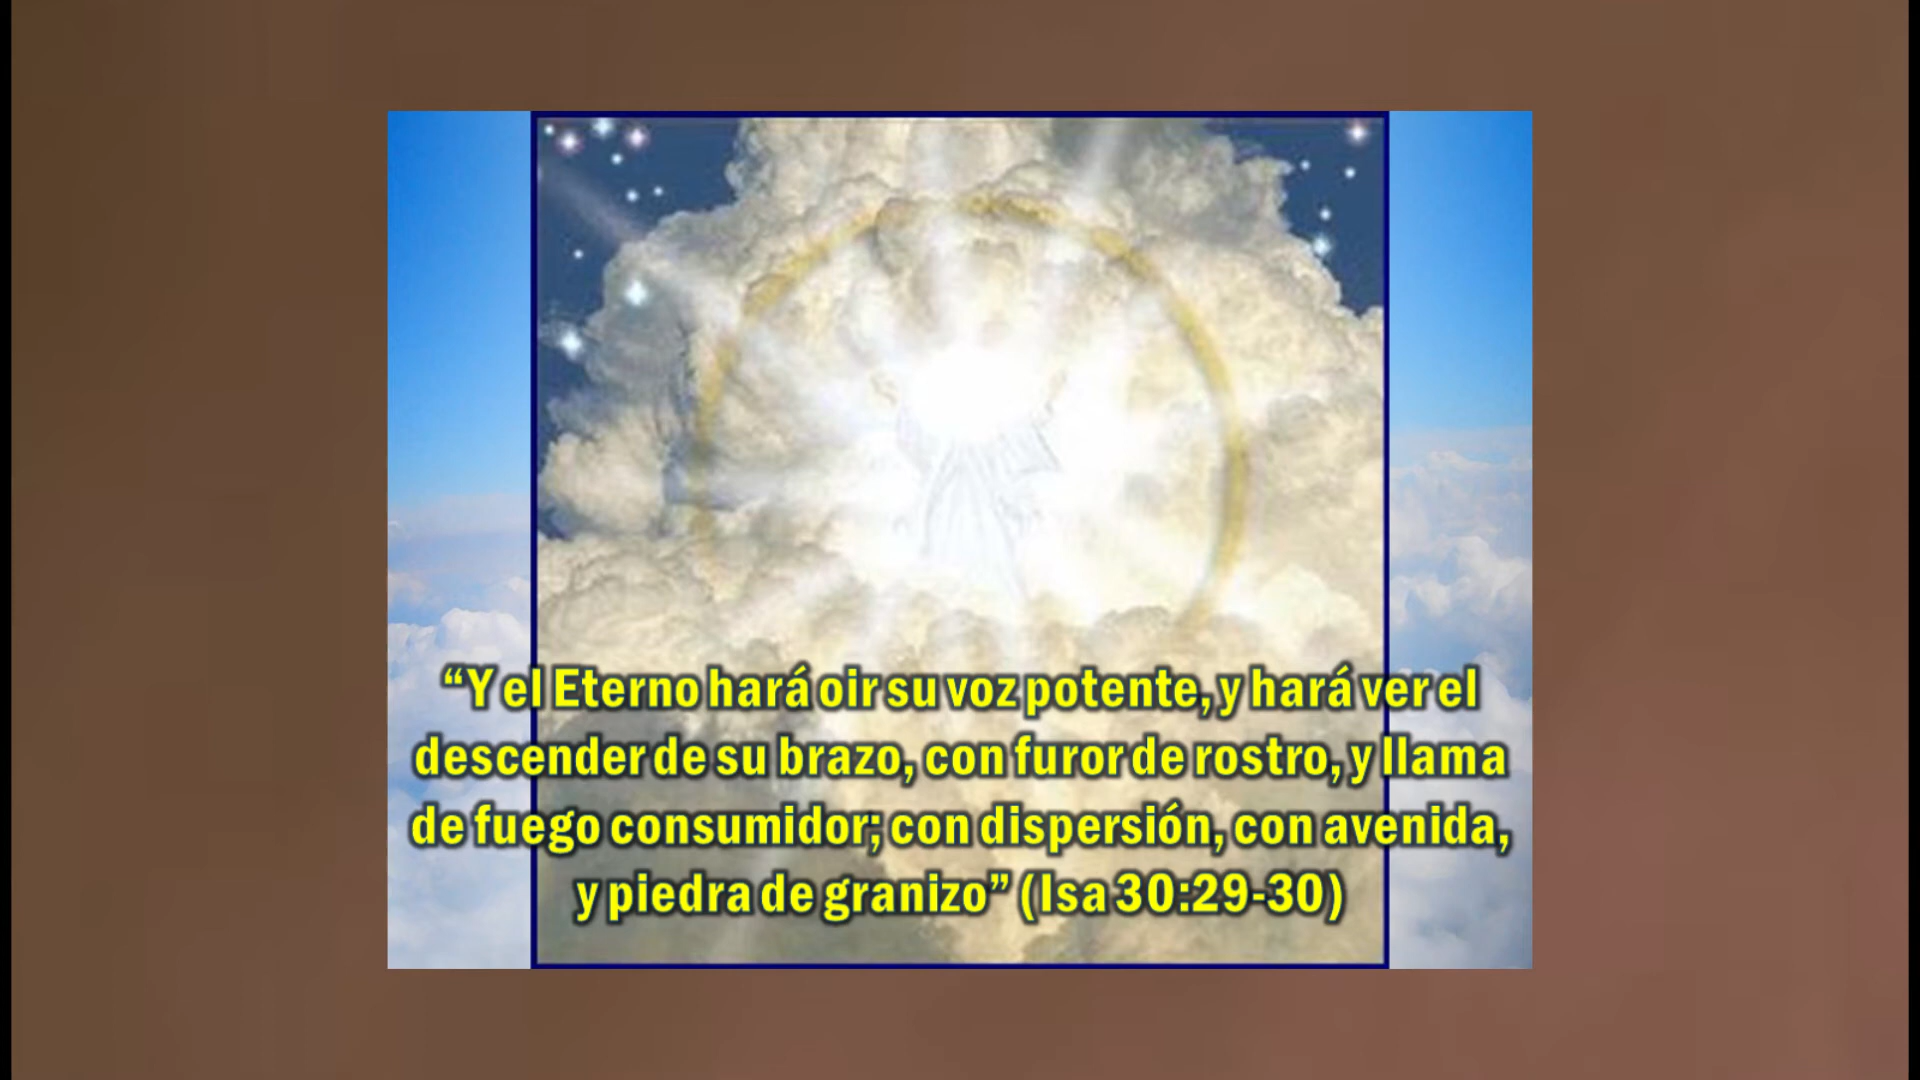 “Y el Eterno hará oir su voz potente, y hará ver el
descender de su brazo, con furor de rostro, y llama
de fuego consumidor; con dispersión, con avenida,
y piedra de granizo” (Isa 30:29-30)